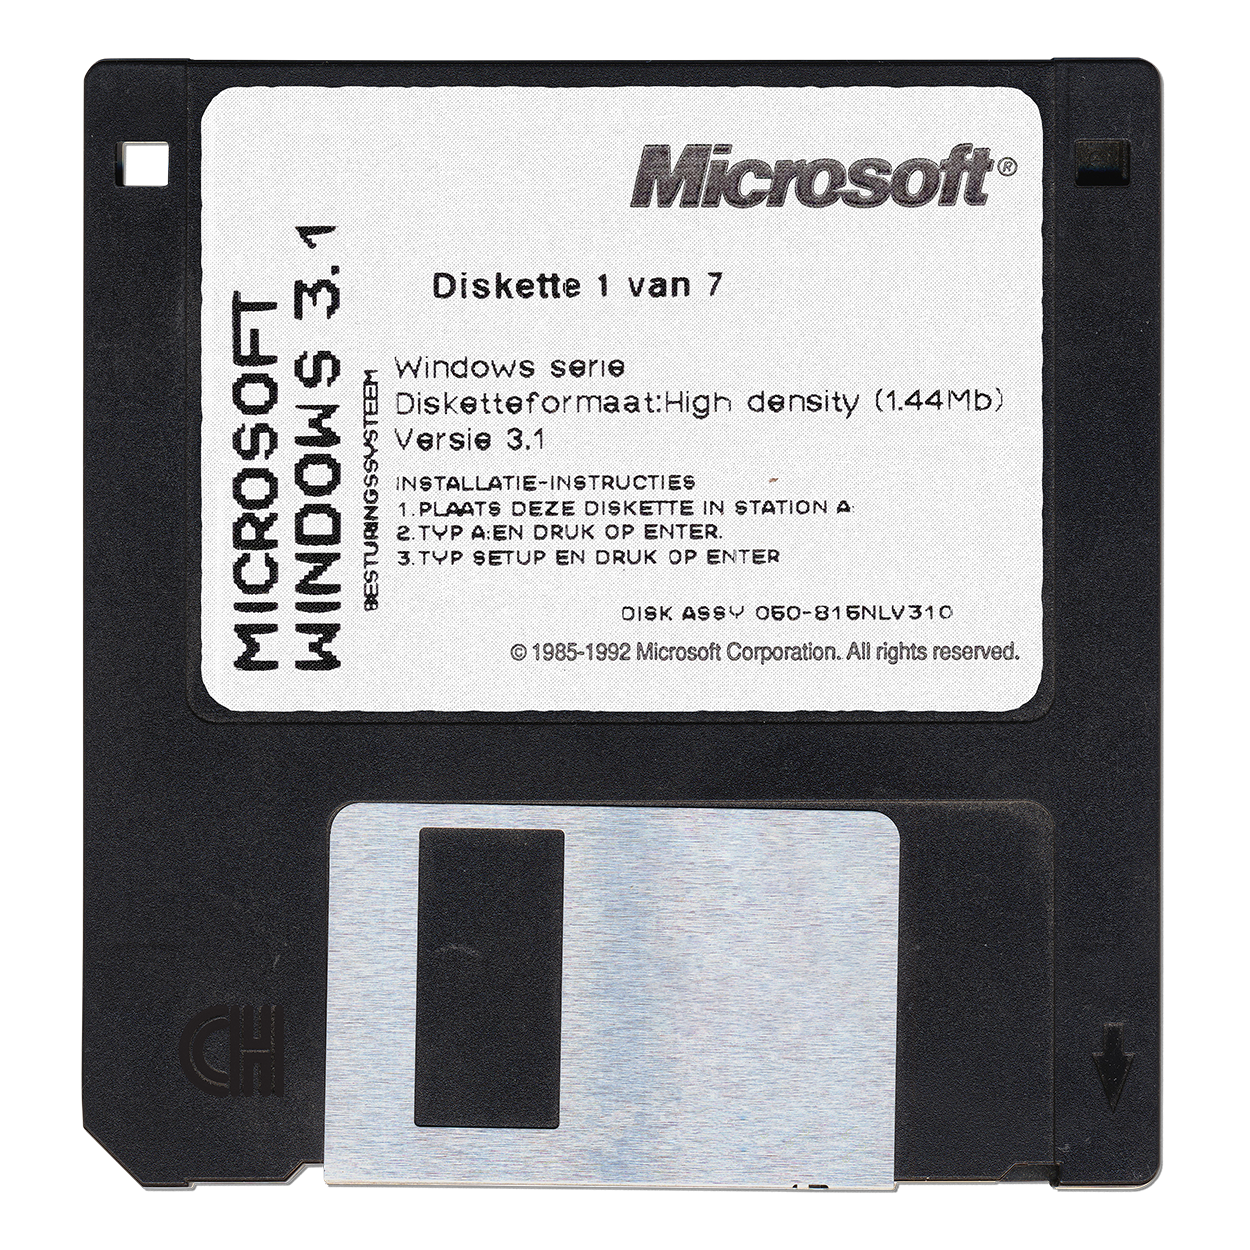 Microsoft®
MICROSOFT
WINDOWS 3.1
BESTURINGSSYSTEEM
Diskette 1 van 7
Windows serie
Disketteformaat:High density (1.44Mb)
Versie 3.1
INSTALLATIE-INSTRUCTIES
1.PLAATS DEZE DISKETTE IN STATION A:
2.TYP A:EN DRUK OP ENTER.
3.TYP SETUP EN DRUK OP ENTER
DISK ASSY 050-815NLV310
© 1985-1992 Microsoft Corporation. All rights reserved.